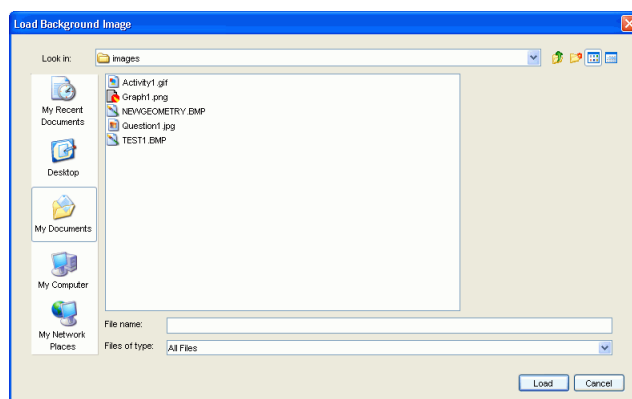 Load Background Image
Look in:
images
My Recent
Documents
Desktop
My Documents
My Computer
My Network
Places
Activity1.gif
Graph1.png
NEWGEOMETRY.BMP
Question1.jpg
TEST1.BMP
File name:
Files of type:
All Files
Load
Cancel